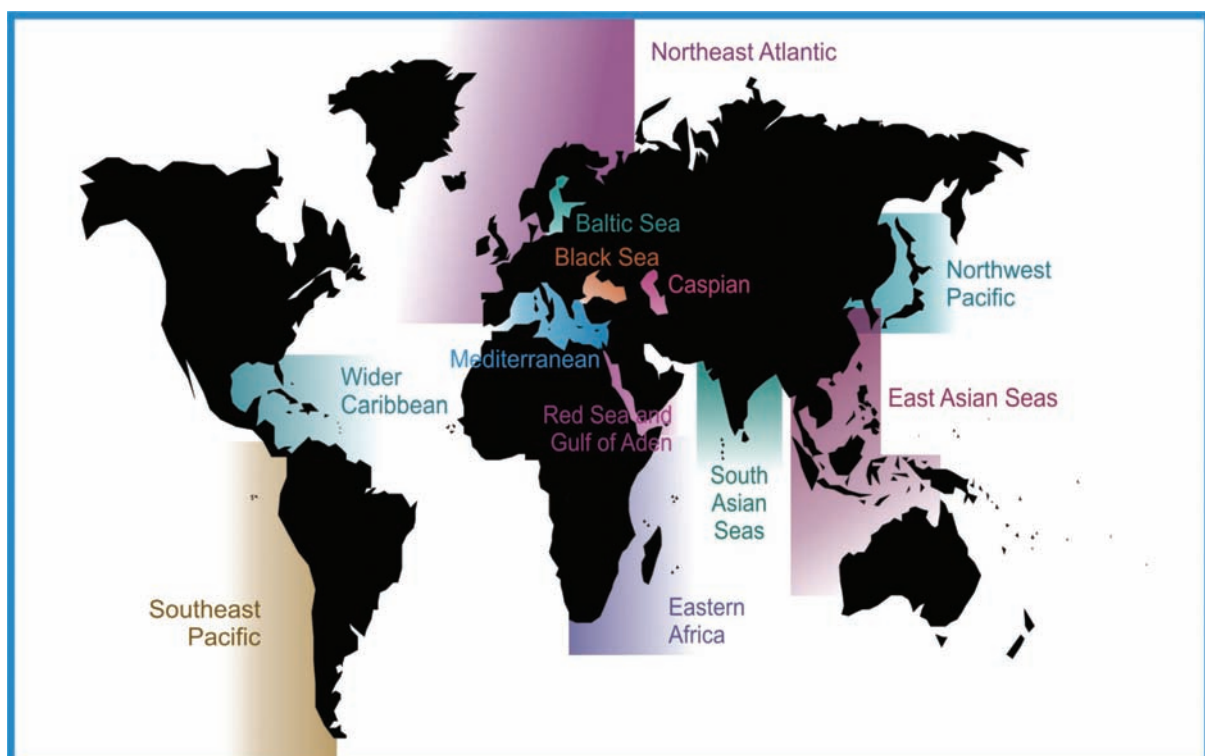 Northeast Atlantic
Baltic Sea
Black Sea
Caspian
Northwest
Pacific
Mediterranean
Wider
Caribbean
East Asian Seas
Red Sea and
Gulf of Aden
South
Asian
Seas
Southeast
Pacific
Eastern
Africa